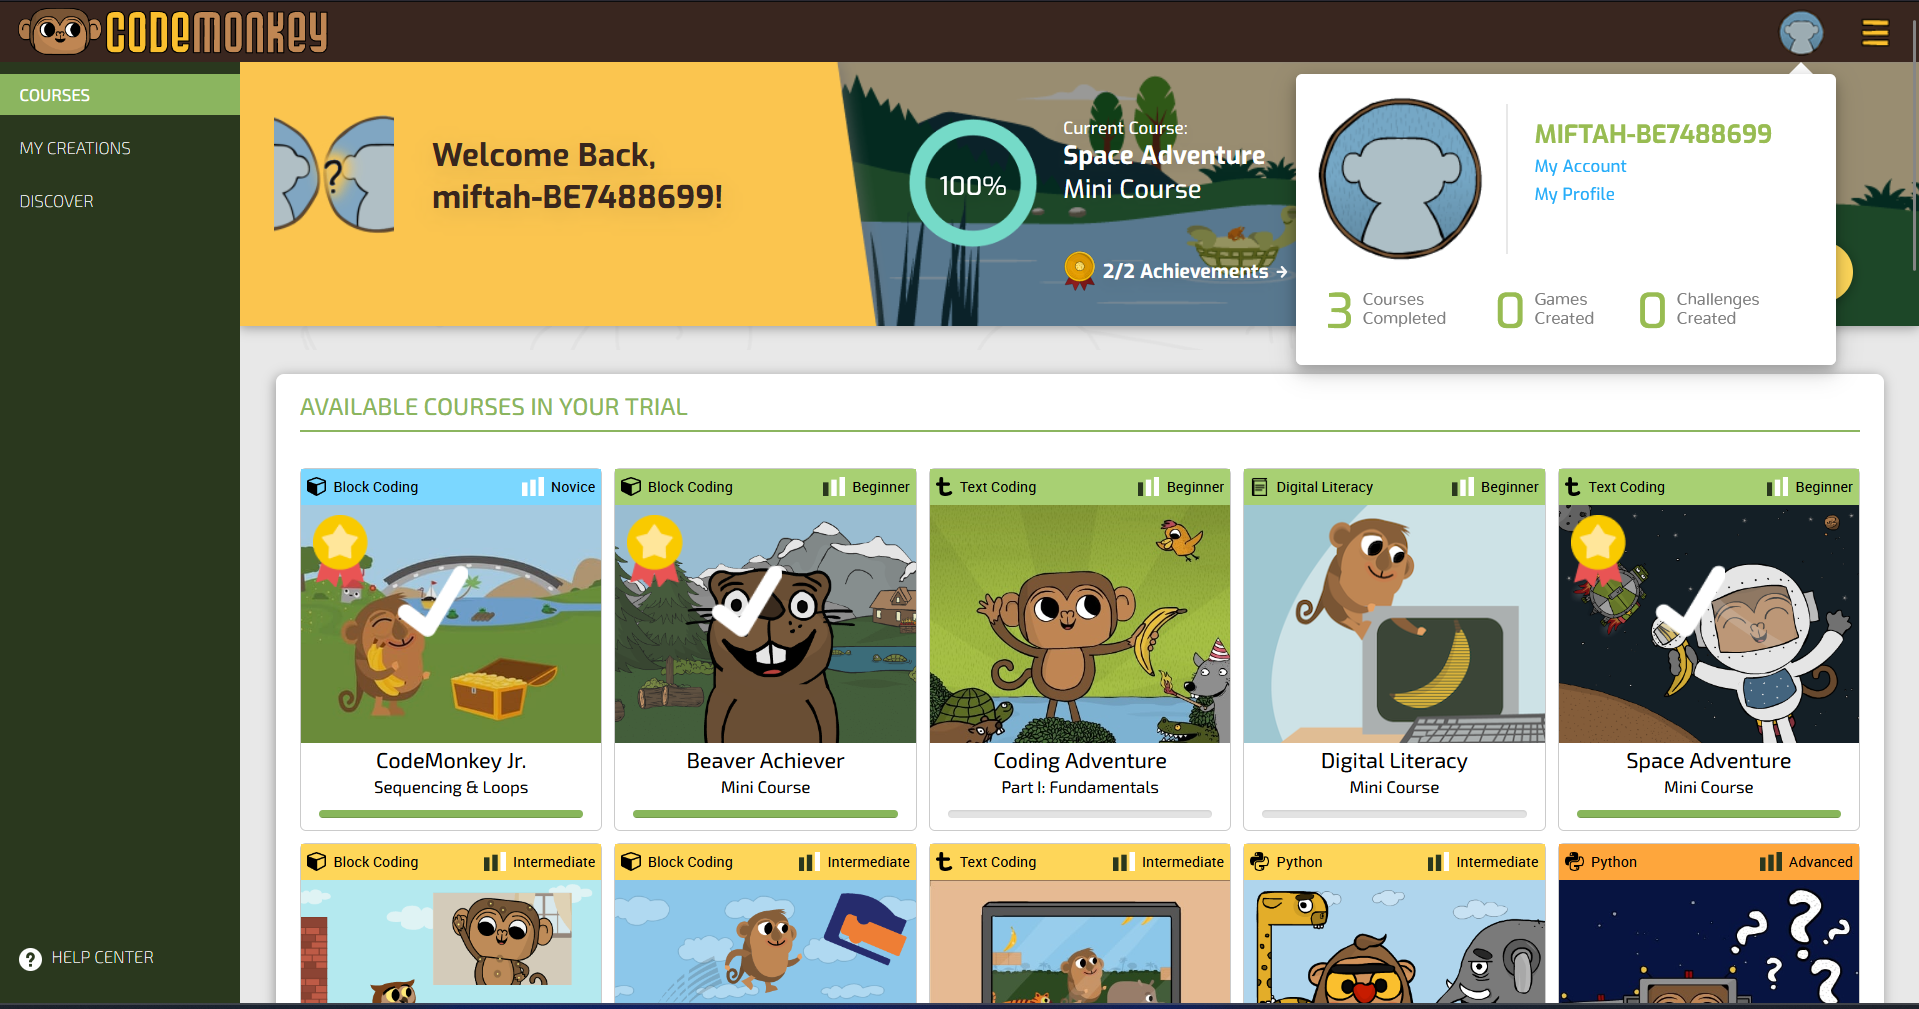 CODEMONKEY
COURSES
MY CREATIONS
DISCOVER
HELP CENTER
?
Welcome Back,
miftah-BE7488699!
100%
Current Course:
Space Adventure
Mini Course
2/2 Achievements →
MIFTAH-BE7488699
My Account
My Profile
3 Courses Completed
0 Games Created
0 Challenges Created
AVAILABLE COURSES IN YOUR TRIAL
Block Coding Novice
CodeMonkey Jr.
Sequencing & Loops
Block Coding Beginner
Beaver Achiever
Mini Course
Text Coding Beginner
Coding Adventure
Part I: Fundamentals
Digital Literacy Beginner
Digital Literacy
Mini Course
Text Coding Beginner
Space Adventure
Mini Course
Block Coding Intermediate
Block Coding Intermediate
Text Coding Intermediate
Python Intermediate
Python Advanced
? ? ? ? ?